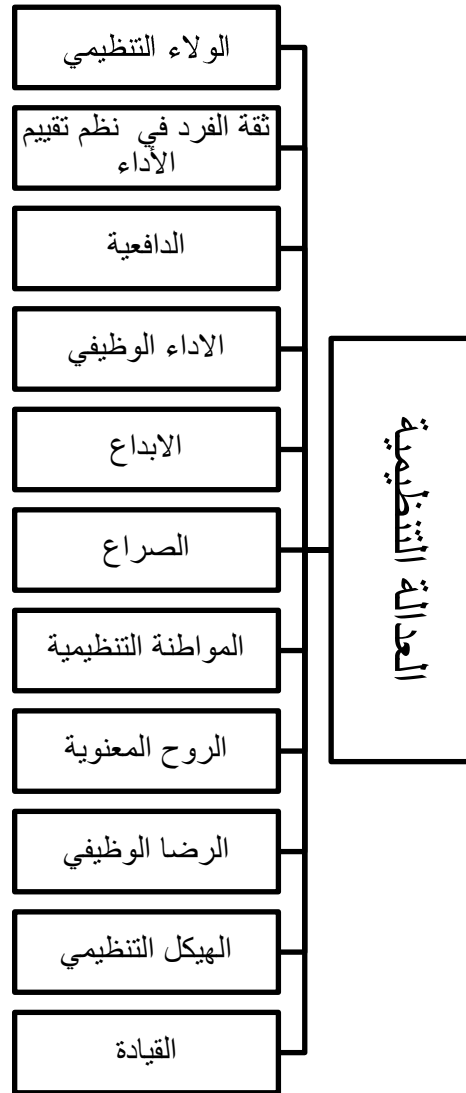 العدالة التنظيمية
الولاء التنظيمي
ثقة الفرد في نظم تقييم
الأداء
الدافعية
الاداء الوظيفي
الابداع
الصراع
المواطنة التنظيمية
الروح المعنوية
الرضا الوظيفي
الهيكل التنظيمي
القيادة